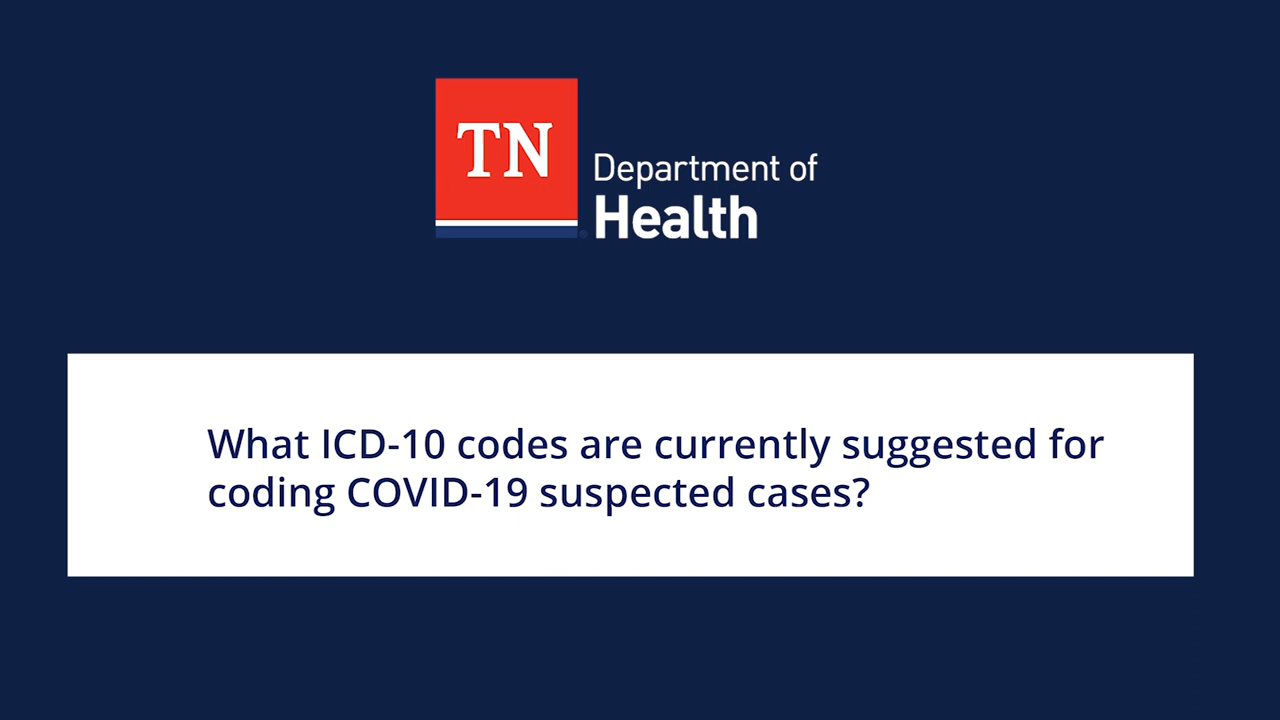 TN
Department of
Health
What ICD-10 codes are currently suggested for
coding COVID-19 suspected cases?